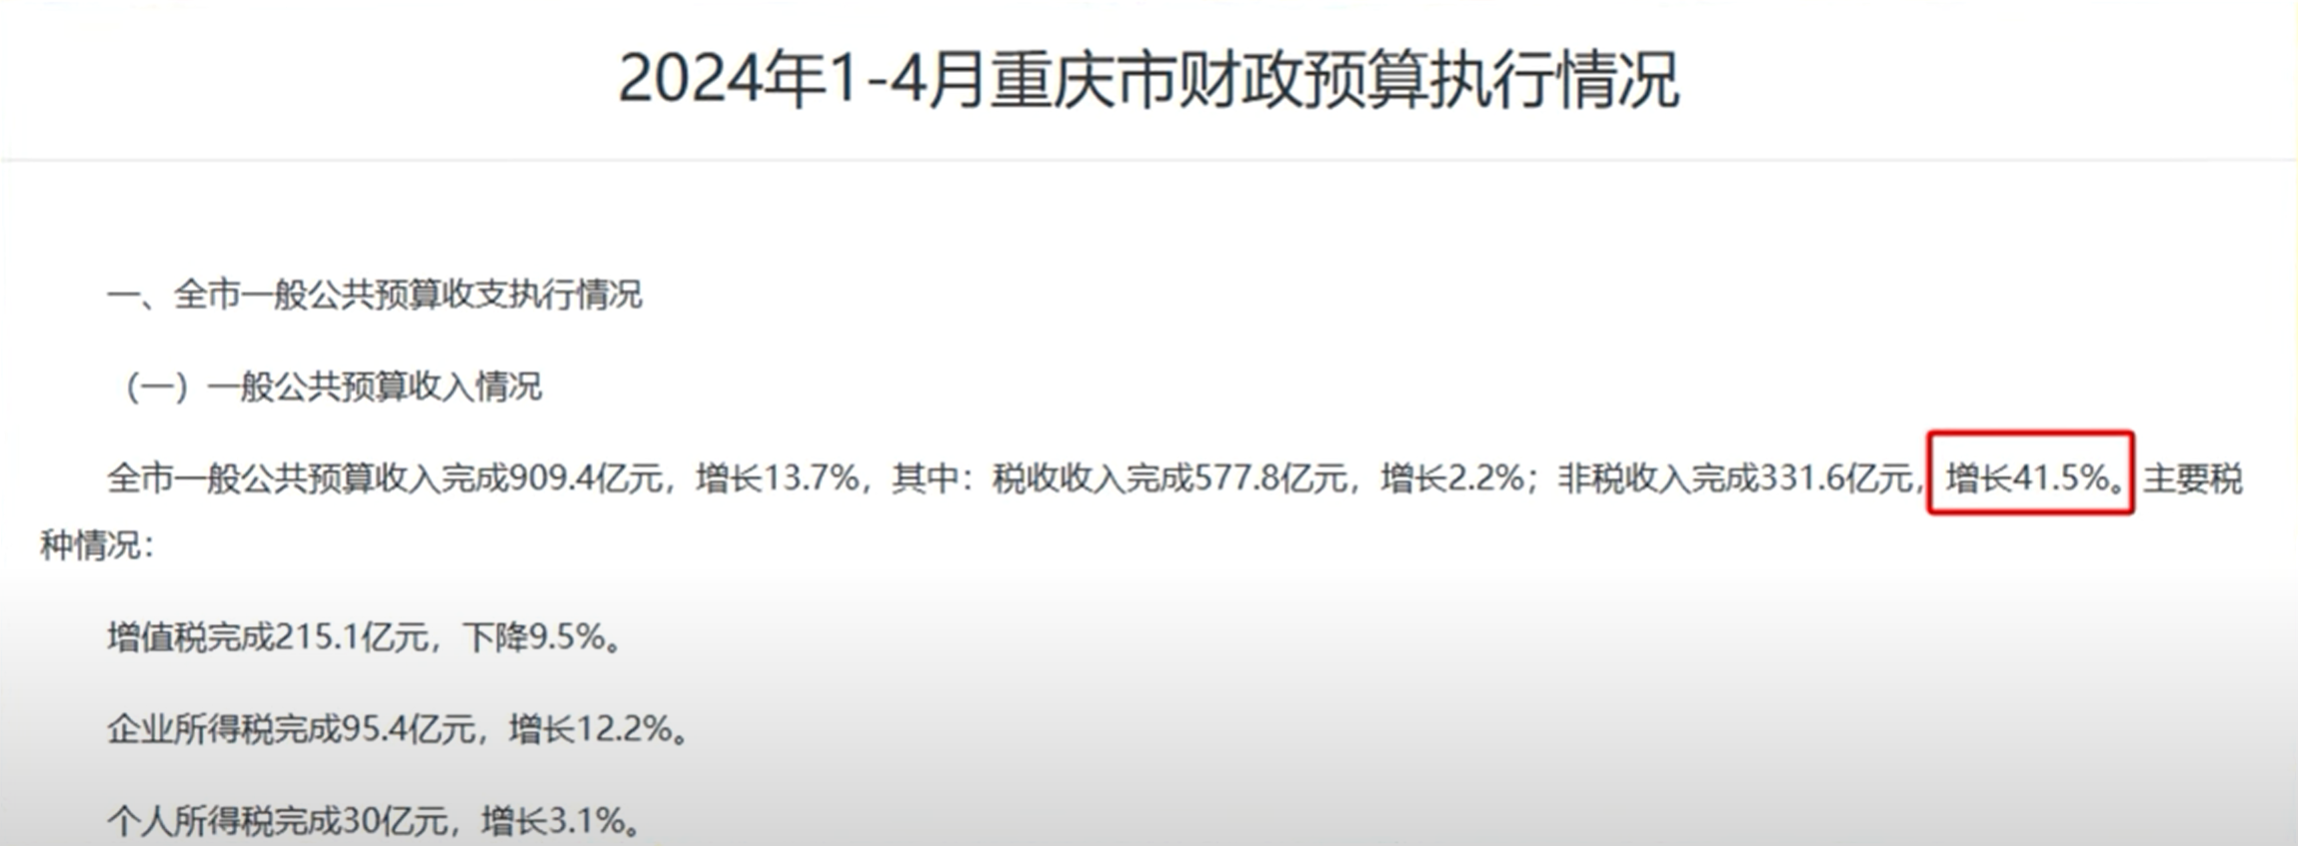 2024年1-4月重庆市财政预算执行情况
一、全市一般公共预算收支执行情况
（一）一般公共预算收入情况
全市一般公共预算收入完成909.4亿元，增长13.7%，其中：税收收入完成577.8亿元，增长2.2%；非税收入完成331.6亿元，增长41.5%。主要税
种情况：
增值税完成215.1亿元，下降9.5%。
企业所得税完成95.4亿元，增长12.2%。
个人所得税完成30亿元，增长3.1%。